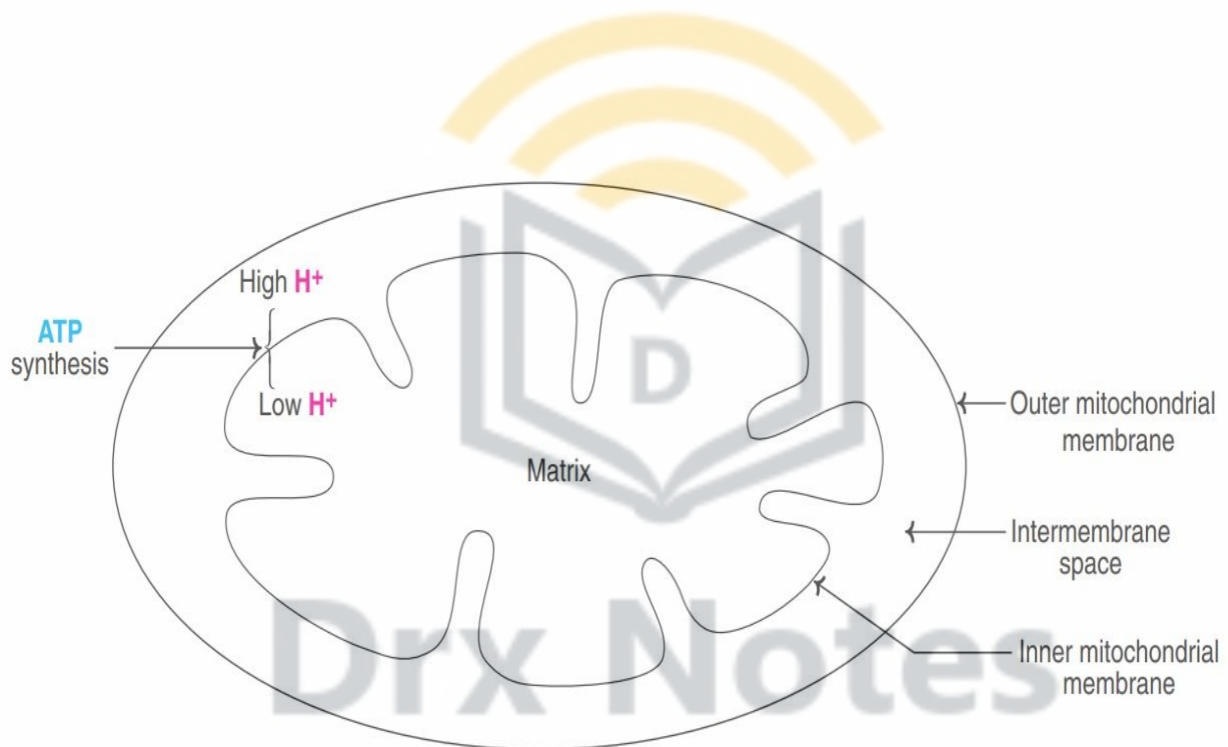 High H⁺
ATP
synthesis
Low H⁺
Outer mitochondrial
membrane
Matrix
D
Intermembrane
space
Inner mitochondrial
membrane
Drx Notes